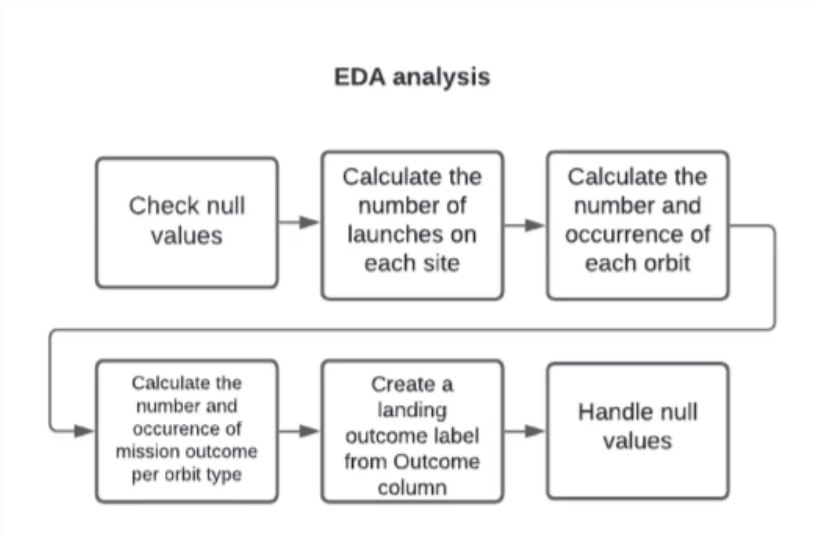 EDA analysis
Check null
values
Calculate the
number of
launches on
each site
Calculate the
number and
occurrence of
each orbit
Calculate the
number and
occurence of
mission outcome
per orbit type
Create a
landing
outcome label
from Outcome
column
Handle null
values